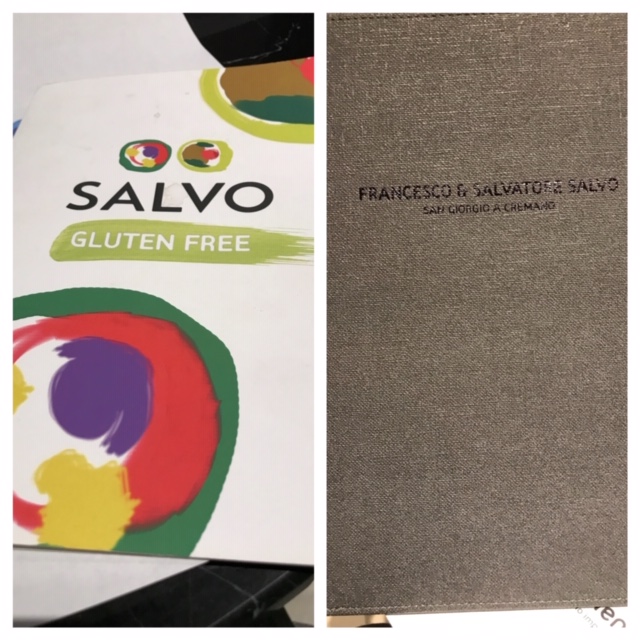 SALVO
GLUTEN FREE
FRANCESCO & SALVATORE SALVO
SAN GIORGIO A CREMANO